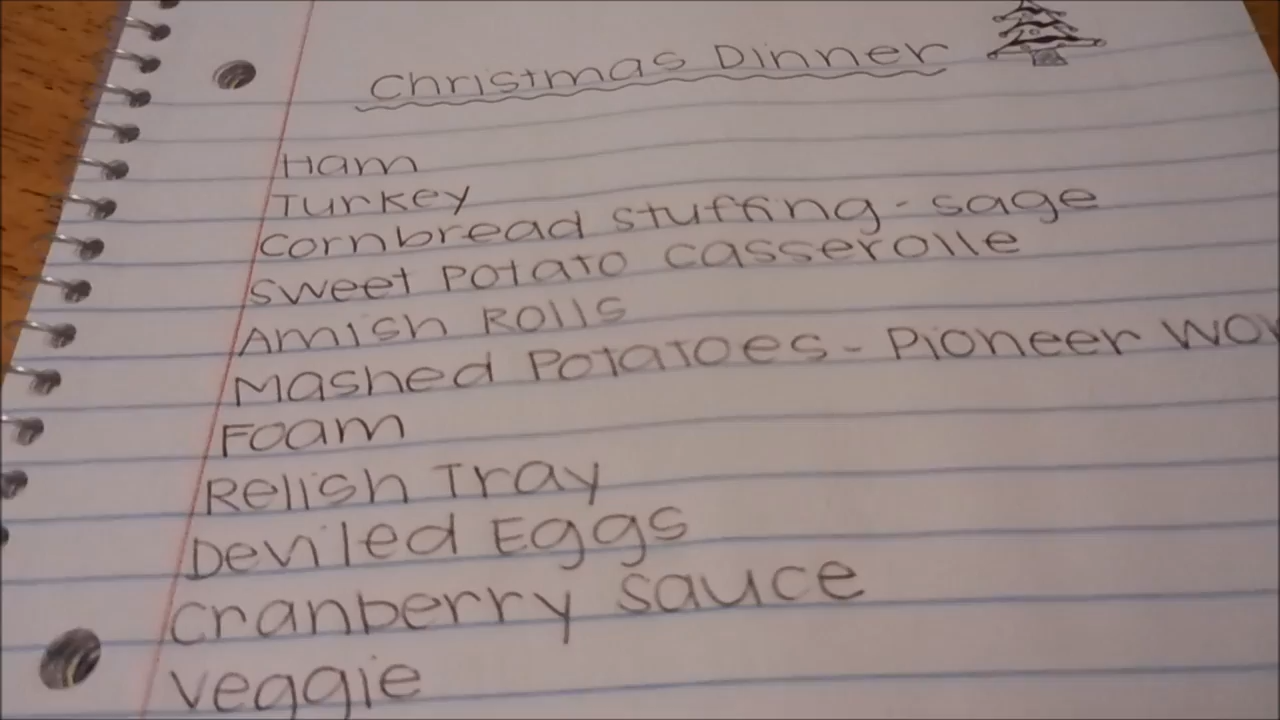 Christmas Dinner
Ham
Turkey
Cornbread Stuffing - sage
Sweet Potato Casserolle
Amish Rolls
Mashed Potatoes - Pioneer
Foam
Relish Tray
Deviled Eggs
Cranberry Sauce
Veggie